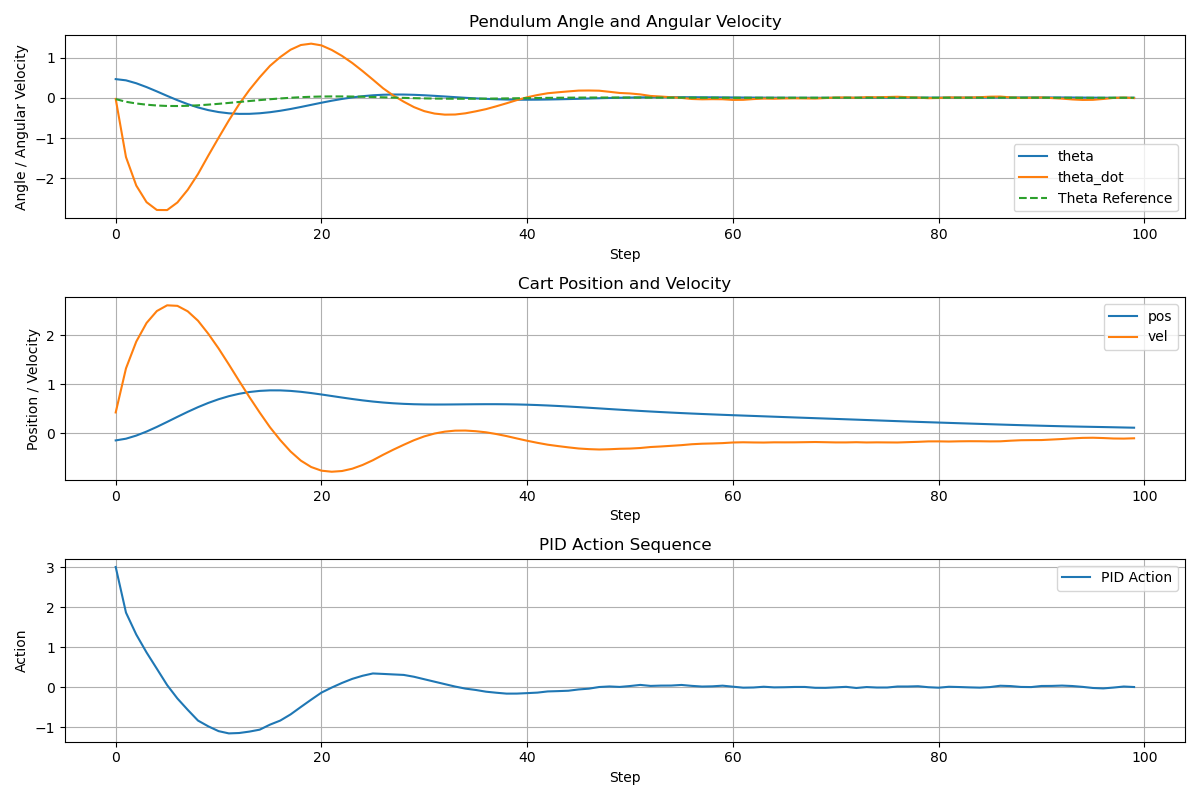 Pendulum Angle and Angular Velocity
Angle / Angular Velocity
1
0
−1
−2
theta
theta_dot
Theta Reference
0 20 40 60 80 100
Step
Cart Position and Velocity
Position / Velocity
2
1
0
pos
vel
0 20 40 60 80 100
Step
PID Action Sequence
Action
3
2
1
0
−1
PID Action
0 20 40 60 80 100
Step